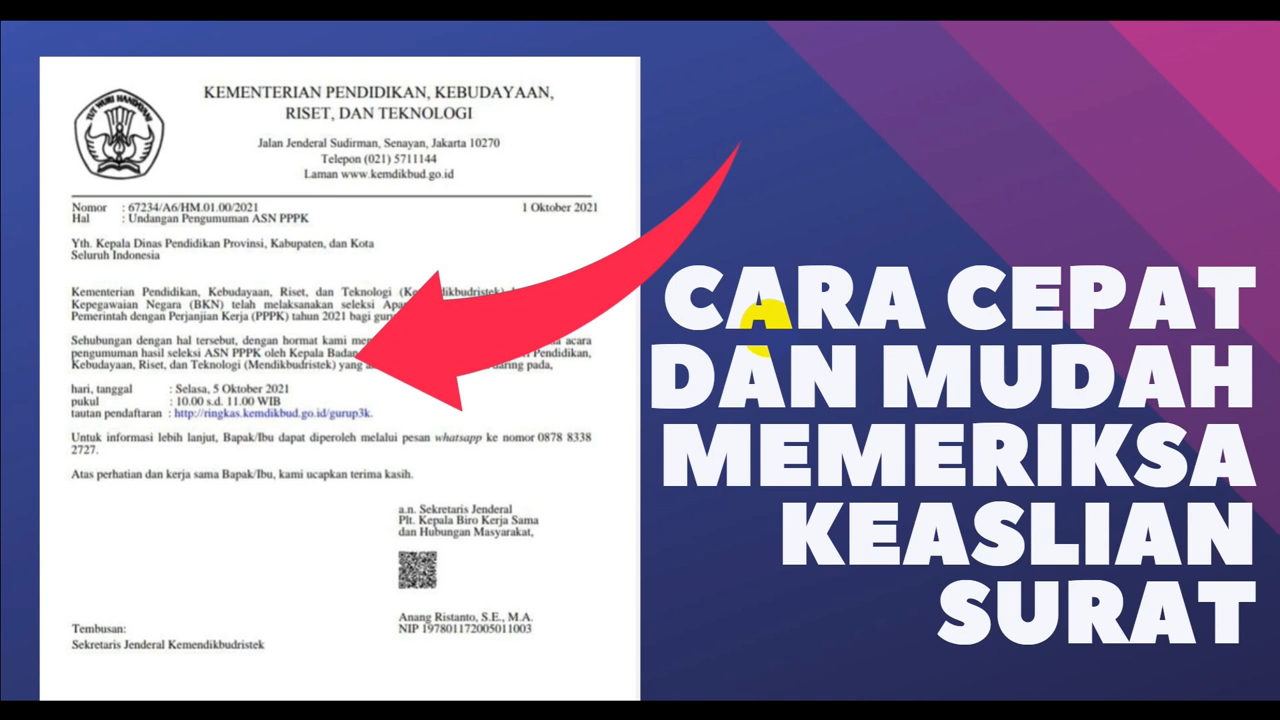 TUT WURI HANDAYANI
KEMENTERIAN PENDIDIKAN, KEBUDAYAAN,
RISET, DAN TEKNOLOGI
Jalan Jenderal Sudirman, Senayan, Jakarta 10270
Telepon (021) 5711144
Laman www.kemdikbud.go.id
Nomor : 67234/A6/HM.01.00/2021 1 Oktober 2021
Hal : Undangan Pengumuman ASN PPPK
Yth. Kepala Dinas Pendidikan Provinsi, Kabupaten, dan Kota
Seluruh Indonesia
Kementerian Pendidikan, Kebudayaan, Riset, dan Teknologi dikbudristek)
Kepegawaian Negara (BKN) telah melaksanakan seleksi
Pemerintah dengan Perjanjian Kerja (PPPK) tahun 2021 bagi
Sehubungan dengan hal tersebut, dengan hormat kami acara
pengumuman hasil seleksi ASN PPPK oleh Kepala Badan Pendidikan,
Kebudayaan, Riset, dan Teknologi (Mendikbudristek) yang daring pada,
hari, tanggal : Selasa, 5 Oktober 2021
pukul : 10.00 s.d. 11.00 WIB
tautan pendaftaran : http://ringkas.kemdikbud.go.id/gurup3k.
Untuk informasi lebih lanjut, Bapak/Ibu dapat diperoleh melalui pesan whatsapp ke nomor 0878 8338
2727.
Atas perhatian dan kerja sama Bapak/Ibu, kami ucapkan terima kasih.
a.n. Sekretaris Jenderal
Plt. Kepala Biro Kerja Sama
dan Hubungan Masyarakat,
Anang Ristanto, S.E., M.A.
NIP 197801172005011003
Tembusan:
Sekretaris Jenderal Kemendikbudristek
CARA CEPAT
DAN MUDAH
MEMERIKSA
KEASLIAN
SURAT